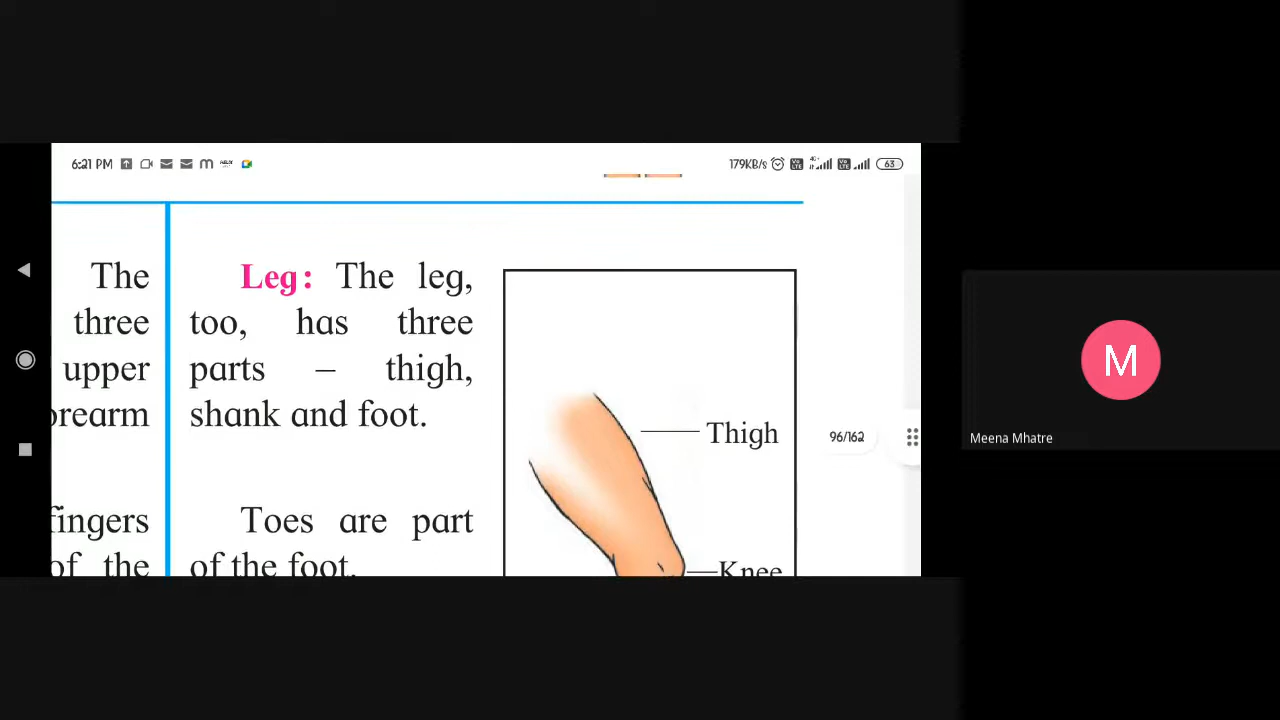 6:21 PM
179KB/s
63
The
three
upper
orearm
fingers
of the
Leg: The leg,
too, has three
parts – thigh,
shank and foot.
Toes are part
of the foot.
Thigh
Knee
96/162
M
Meena Mhatre